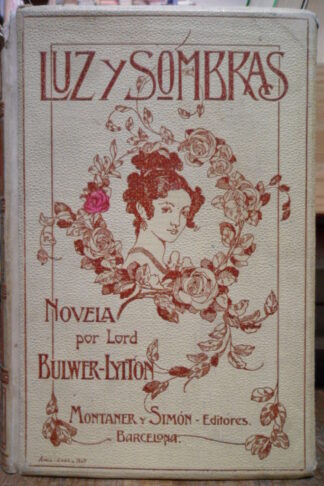 LUZ Y SOMBRAS
NOVELA
por Lord
BULWER-LYTTON
MONTANER Y SIMÓN - Editores.
BARCELONA.